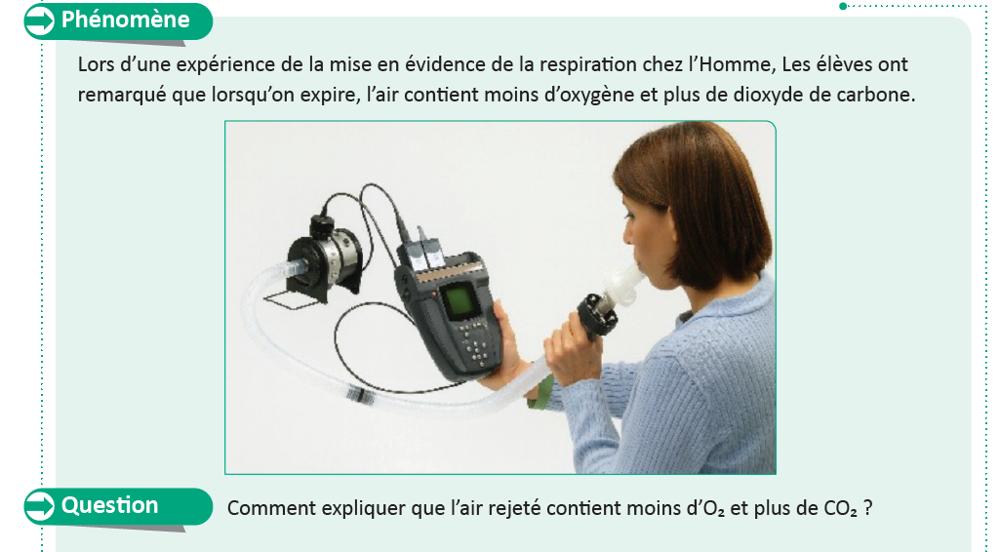 Phénomène
Lors d’une expérience de la mise en évidence de la respiration chez l’Homme, Les élèves ont
remarqué que lorsqu’on expire, l’air contient moins d’oxygène et plus de dioxyde de carbone.
Question
Comment expliquer que l’air rejeté contient moins d’O₂ et plus de CO₂ ?